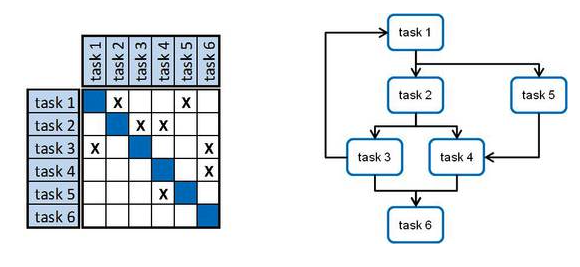 task 1 task 2 task 3 task 4 task 5 task 6
task 1 X X
task 2 X X
task 3 X X
task 4 X
task 5 X
task 6
task 1
task 2 task 5
task 3 task 4
task 6